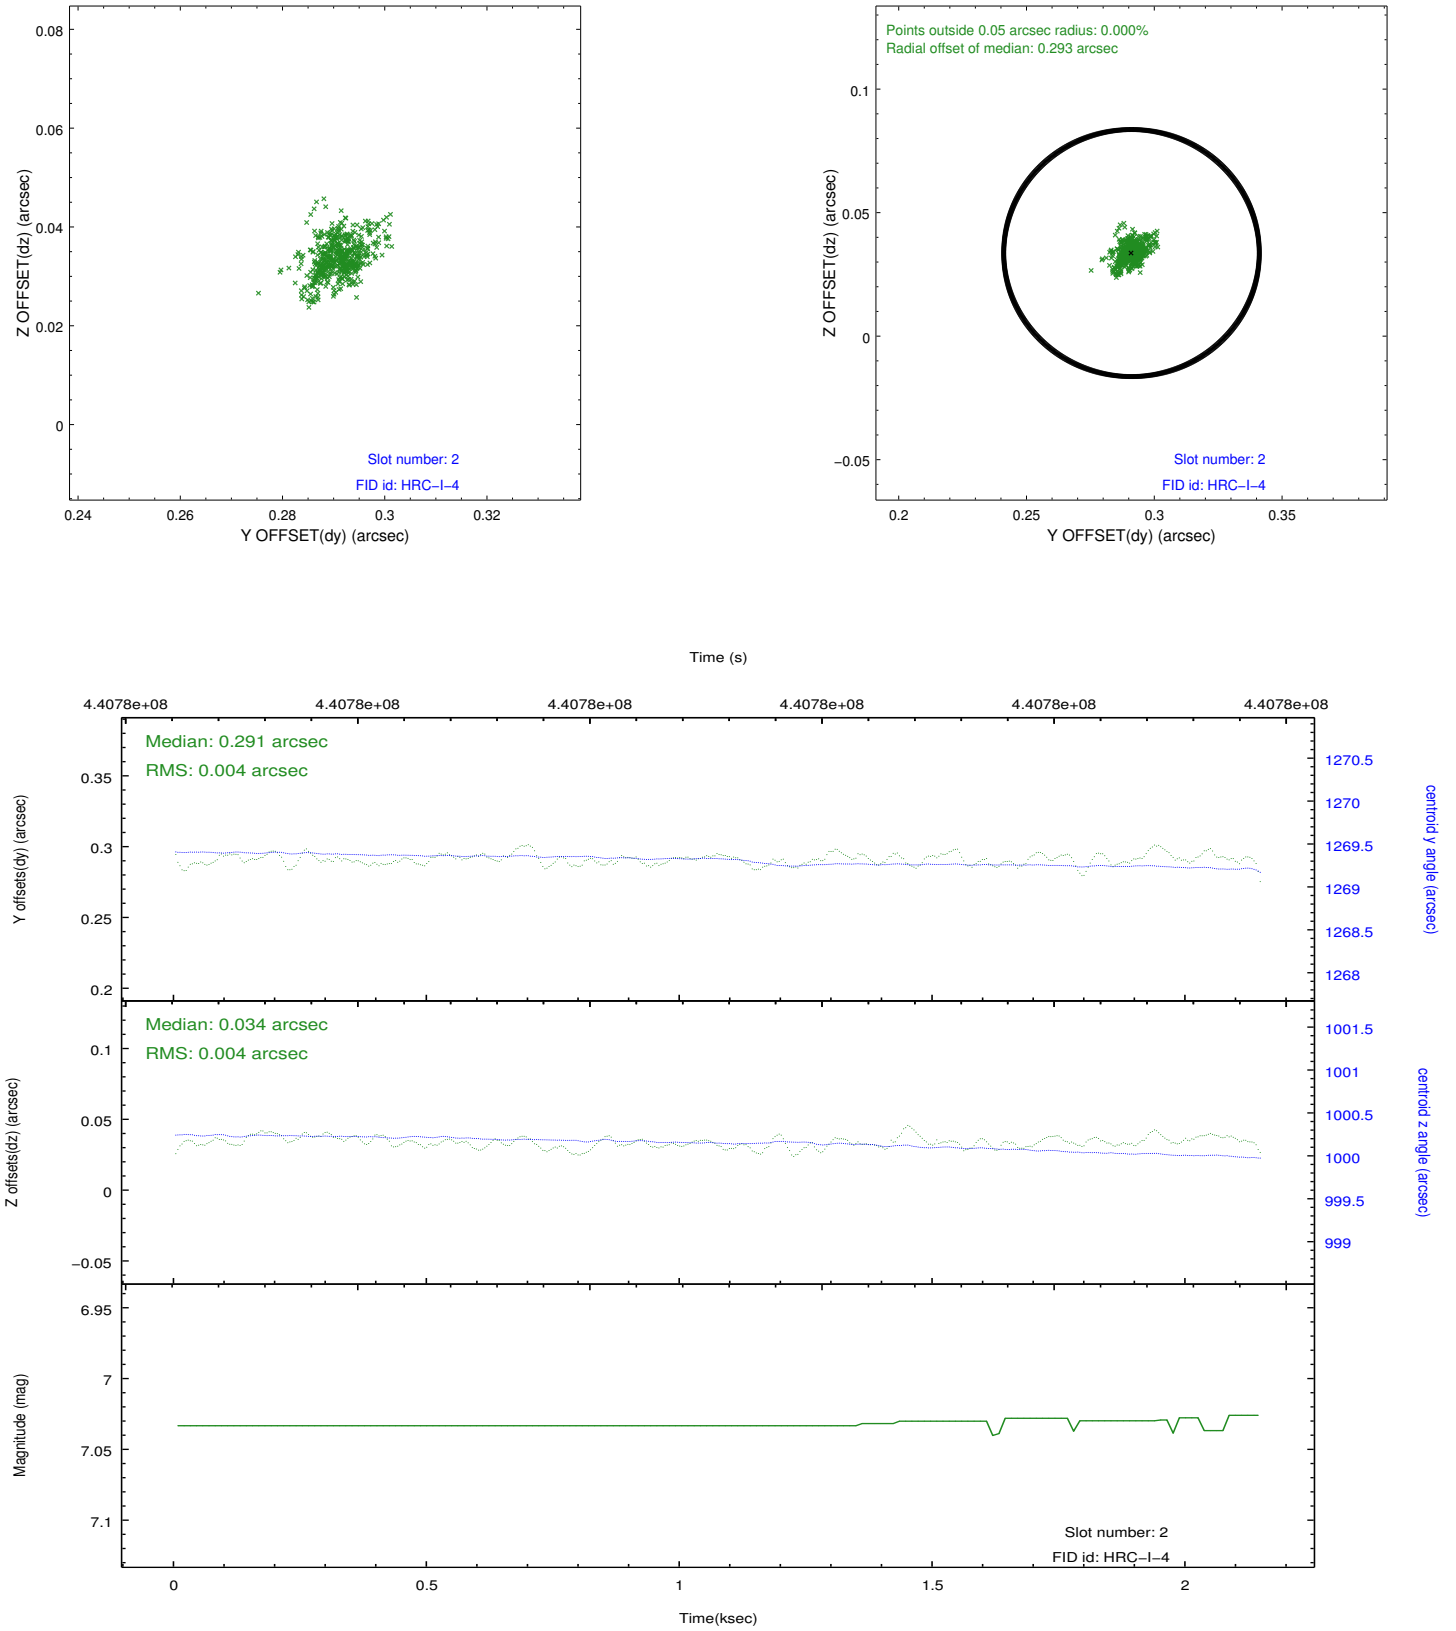 0.08
0.06
0.04
0.02
0
Z OFFSET(dz) (arcsec)
Slot number: 2
FID id: HRC−I−4
0.24 0.26 0.28 0.3 0.32
Y OFFSET(dy) (arcsec)
Points outside 0.05 arcsec radius: 0.000%
Radial offset of median: 0.293 arcsec
0.1
0.05
0
−0.05
Z OFFSET(dz) (arcsec)
Slot number: 2
FID id: HRC−I−4
0.2 0.25 0.3 0.35
Y OFFSET(dy) (arcsec)
Time (s)
4.4078e+08 4.4078e+08 4.4078e+08 4.4078e+08 4.4078e+08 4.4078e+08
Median: 0.291 arcsec
RMS: 0.004 arcsec
0.35
0.3
0.25
0.2
Y offsets(dy) (arcsec)
1270.5
1270
1269.5
1269
1268.5
1268
centroid y angle (arcsec)
Median: 0.034 arcsec
RMS: 0.004 arcsec
0.1
0.05
0
−0.05
Z offsets(dz) (arcsec)
1001.5
1001
1000.5
1000
999.5
999
centroid z angle (arcsec)
6.95
7
7.05
7.1
Magnitude (mag)
Slot number: 2
FID id: HRC−I−4
0 0.5 1 1.5 2
Time(ksec)